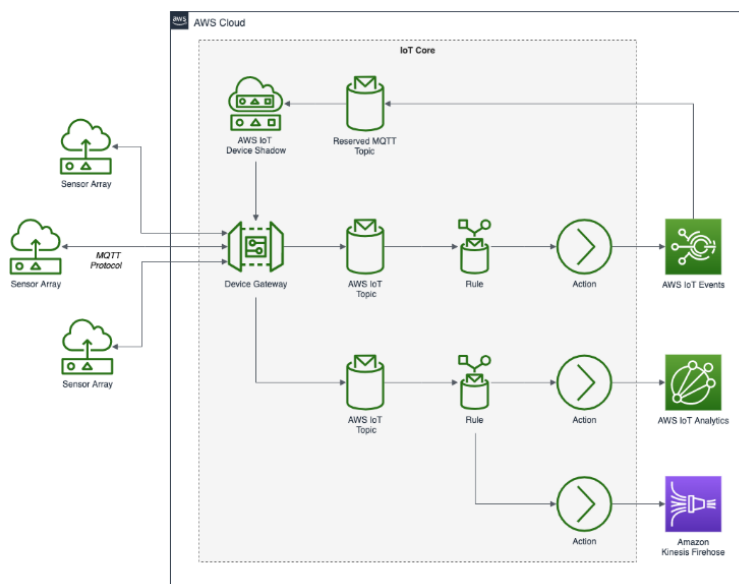 aws
AWS Cloud
IoT Core
AWS IoT
Device Shadow
Reserved MQTT
Topic
Sensor Array
MQTT
Protocol
Sensor Array
Sensor Array
Device Gateway
AWS IoT
Topic
Rule
Action
AWS IoT Events
AWS IoT
Topic
Rule
Action
AWS IoT Analytics
Action
Amazon
Kinesis Firehose